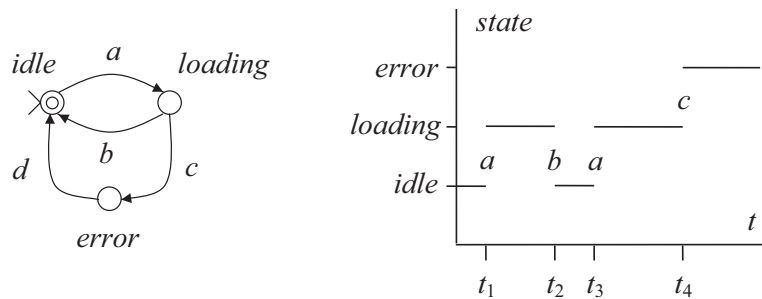 a
idle
loading
b
d
c
error
state
error
c
loading
a
b
a
idle
t
t₁
t₂
t₃
t₄